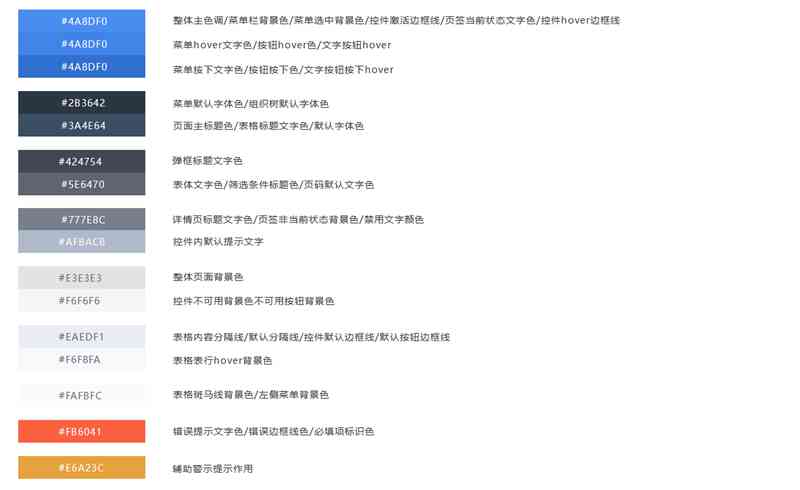 #4A8DF0 整体主色调/菜单栏背景色/菜单选中背景色/控件激活边框线/页签当前状态文字色/控件hover边框线
#4A8DF0 菜单hover文字色/按钮hover色/文字按钮hover
#4A8DF0 菜单按下文字色/按钮按下色/文字按钮按下hover
#2B3642 菜单默认字体色/组织树默认字体色
#3A4E64 页面主标题色/表格标题文字色/默认字体色
#424754 弹框标题文字色
#5E6470 表体文字色/筛选条件标题色/页码默认文字色
#777E8C 详情页标题文字色/页签非当前状态背景色/禁用文字颜色
#AFBACB 控件内默认提示文字
#E3E3E3 整体页面背景色
#F6F6F6 控件不可用背景色不可用按钮背景色
#EAEDF1 表格内容分隔线/默认分隔线/控件默认边框线/默认按钮边框线
#F6F8FA 表格表行hover背景色
#FAFBFC 表格斑马线背景色/左侧菜单背景色
#FB6041 错误提示文字色/错误边框线色/必填项标识色
#E6A23C 辅助警示提示作用